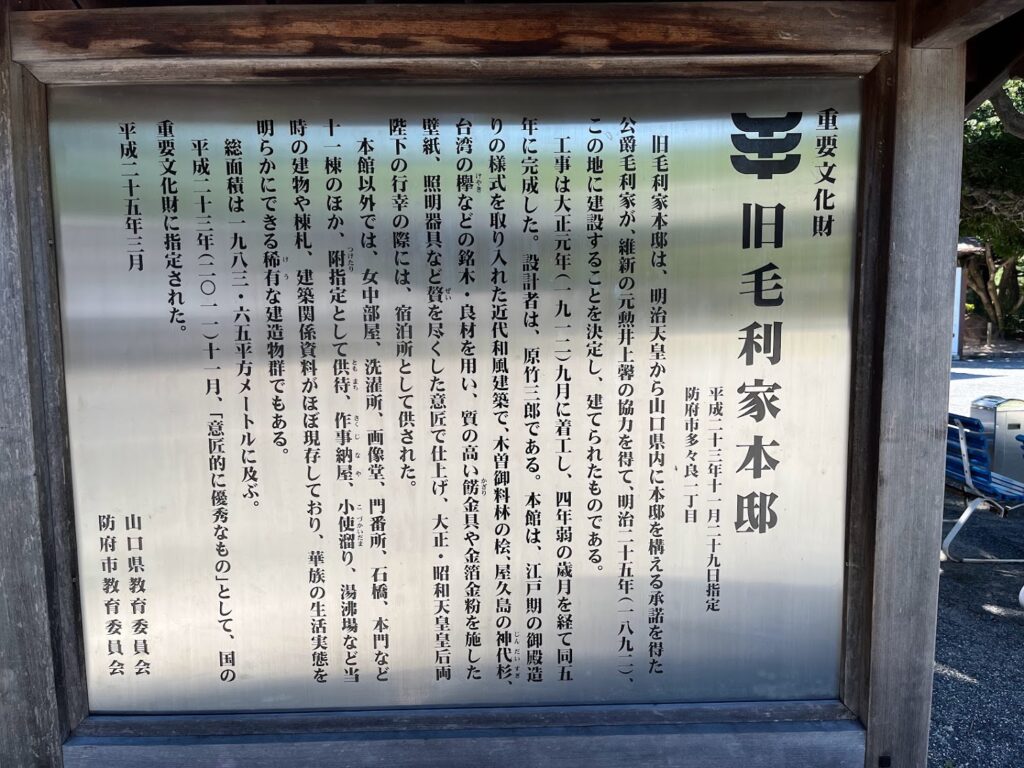 重要文化財
旧毛利家本邸
平成二十三年十一月二十九日指定
防府市多々良一丁目
旧毛利家本邸は、明治天皇から山口県内に本邸を構える承諾を得た
公爵毛利家が、維新の元勲井上馨の協力を得て、明治二十五年(一八九二)、
この地に建設することを決定し、建てられたものである。
工事は大正元年(一九一二)九月に着工し、四年弱の歳月を経て同五
年に完成した。設計者は、原竹三郎である。本館は、江戸期の御殿造
りの様式を取り入れた近代和風建築で、木曽御料林の桧、屋久島の神代杉、
台湾の欅などの銘木・良材を用い、質の高い餝金具や金箔金粉を施した
壁紙、照明器具など贅を尽くした意匠で仕上げ、大正・昭和天皇皇后両
陛下の行幸の際には、宿泊所として供された。
本館以外では、女中部屋、洗濯所、画像堂、門番所、石橋、本門など
十一棟のほか、附指定として供待、作事納屋、小使溜り、湯沸場など当
時の建物や棟札、建築関係資料がほぼ現存しており、華族の生活実態を
明らかにできる稀有な建造物群でもある。
総面積は一九八三・六五平方メートルに及ぶ。
平成二十三年(二〇一一)十一月、「意匠的に優秀なもの」として、国の
重要文化財に指定された。
平成二十五年三月
山口県教育委員会
防府市教育委員会